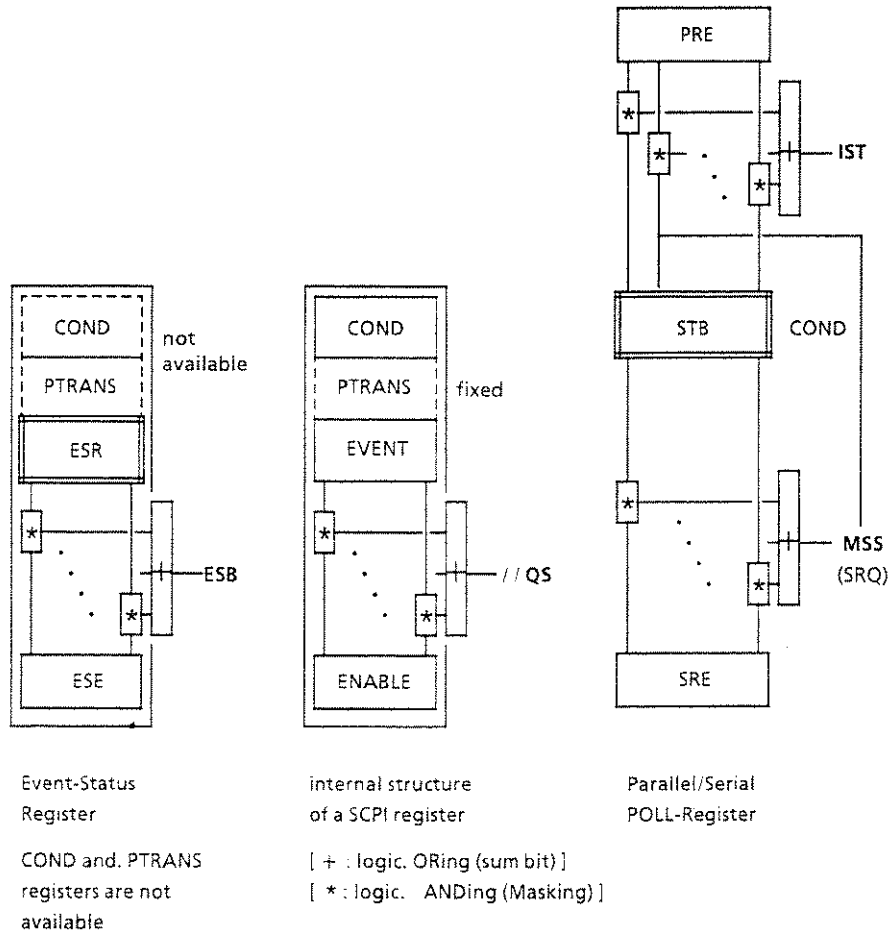 PRE
*
*
*
+
IST
COND
PTRANS
not
available
ESR
*
*
+
ESB
ESE
COND
PTRANS
fixed
EVENT
*
*
+
// QS
ENABLE
STB
COND
*
*
+
MSS
(SRQ)
SRE
Event-Status
Register
COND and. PTRANS
registers are not
available
internal structure
of a SCPI register
[ + : logic. ORing (sum bit) ]
[ * : logic. ANDing (Masking) ]
Parallel/Serial
POLL-Register